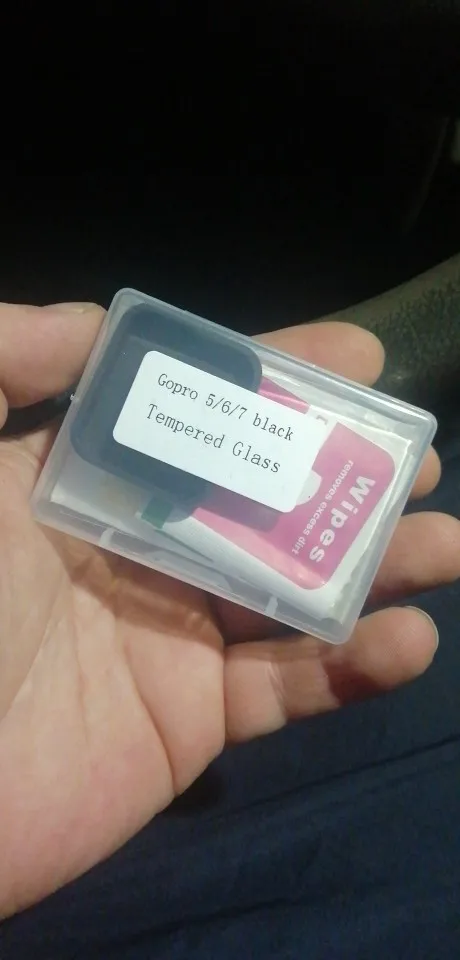 Gopro 5/6/7 black
Tempered Glass
Wipes
removes excess dirt